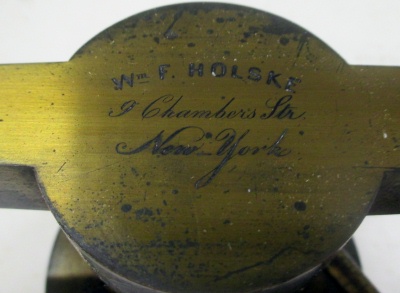 Wm F. HOLSKE
9 Chambers Str.
New-York